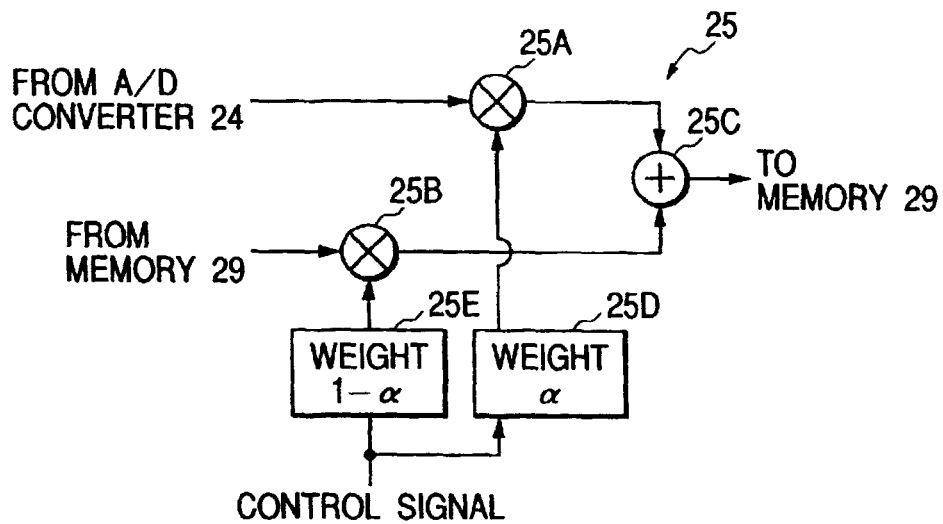 25
25A
FROM A/D
CONVERTER 24
25C
TO
MEMORY 29
25B
FROM
MEMORY 29
25E
25D
WEIGHT
1-α
WEIGHT
α
CONTROL SIGNAL